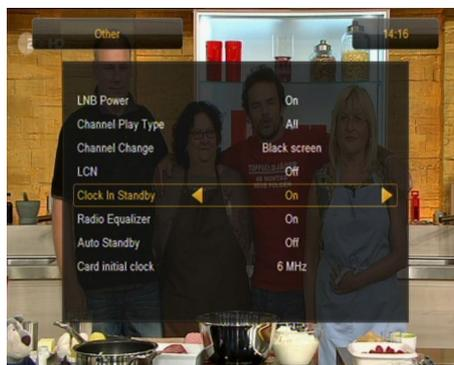 Other
14:16
LNB Power On
Channel Play Type All
Channel Change Black screen
LCN Off
Clock In Standby On
Radio Equalizer On
Auto Standby Off
Card initial clock 6 MHz